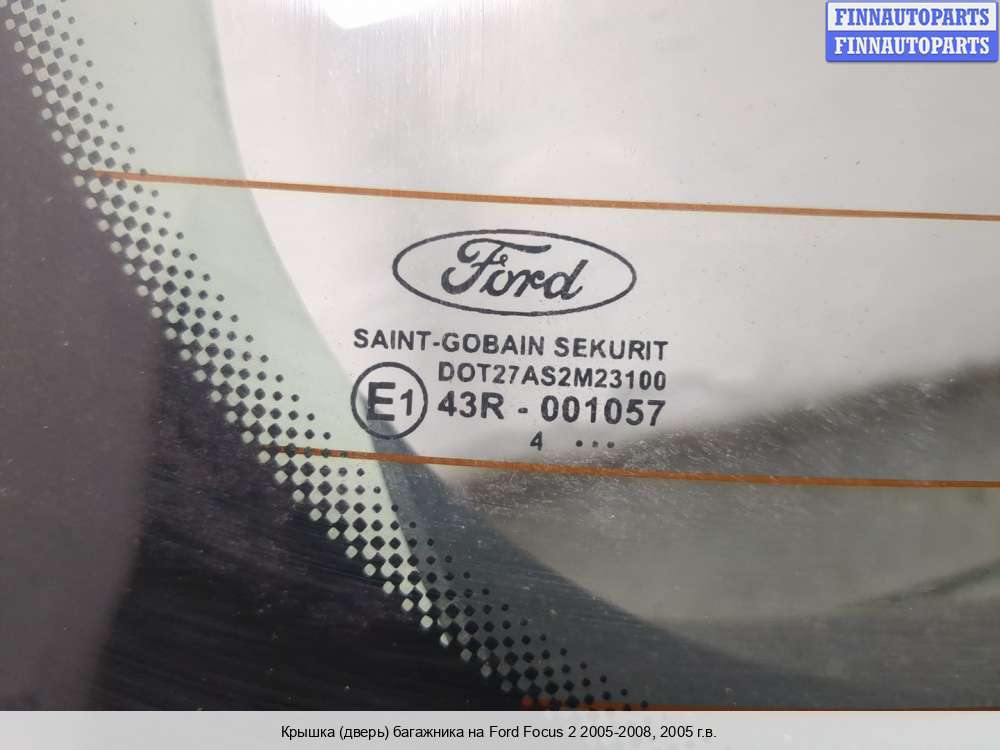 FINNAUTOPARTS
FINNAUTOPARTS
Ford
SAINT-GOBAIN SEKURIT
DOT27AS2M23100
E1 43R - 001057
4 ...
Крышка (дверь) багажника на Ford Focus 2 2005-2008, 2005 г.в.